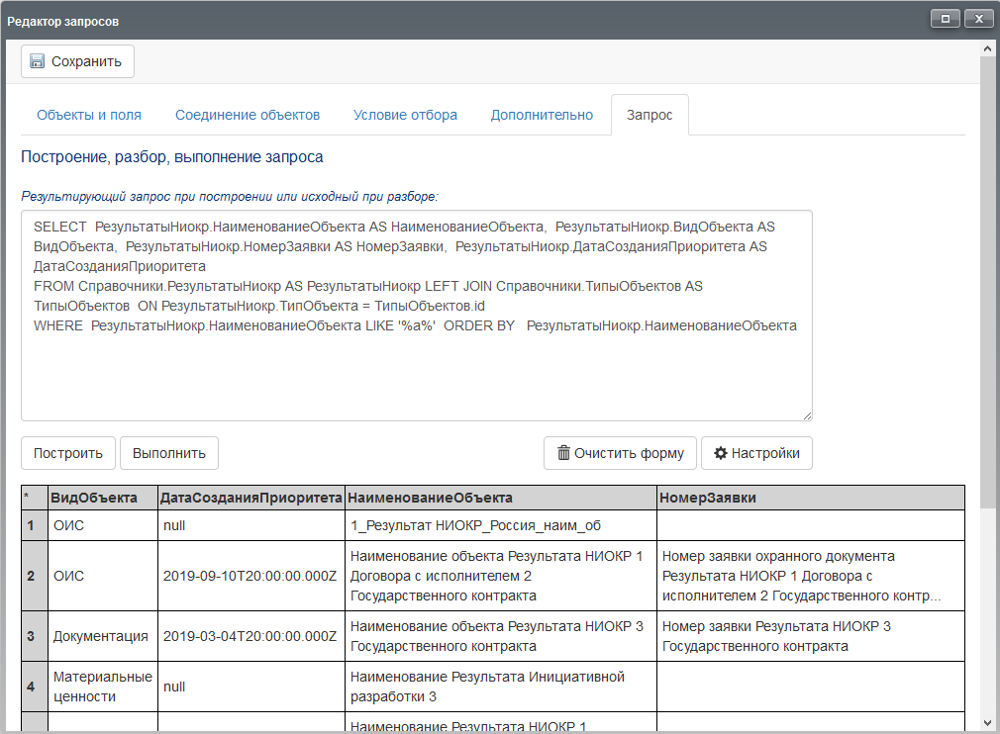 Редактор запросов
X
Сохранить
Объекты и поля Соединение объектов Условие отбора Дополнительно Запрос
Построение, разбор, выполнение запроса
Результирующий запрос при построении или исходный при разборе:
SELECT РезультатыНиокр.НаименованиеОбъекта AS НаименованиеОбъекта, РезультатыНиокр.ВидОбъекта AS
ВидОбъекта, РезультатыНиокр.НомерЗаявки AS НомерЗаявки, РезультатыНиокр.ДатаСозданияПриоритета AS
ДатаСозданияПриоритета
FROM Справочники.РезультатыНиокр AS РезультатыНиокр LEFT JOIN Справочники.ТипыОбъектов AS
ТипыОбъектов ON РезультатыНиокр.ТипОбъекта = ТипыОбъектов.id
WHERE РезультатыНиокр.НаименованиеОбъекта LIKE '%а%' ORDER BY РезультатыНиокр.НаименованиеОбъекта
Построить Выполнить Очистить форму Настройки
* ВидОбъекта ДатаСозданияПриоритета НаименованиеОбъекта НомерЗаявки
1 ОИС null 1_Результат НИОКР_Россия_наим_об
2 ОИС 2019-09-10T20:00:00.000Z
Наименование объекта Результата НИОКР 1
Договора с исполнителем 2
Государственного контракта
Номер заявки охранного документа
Результата НИОКР 1 Договора с
исполнителем 2 Государственного контр...
3 Документация 2019-03-04T20:00:00.000Z
Наименование объекта Результата НИОКР 3
Государственного контракта
Номер заявки Результата НИОКР 3
Государственного контракта
4
Материальные
ценности
null
Наименование Результата Инициативной
разработки 3
Наименование Результата НИОКР 1